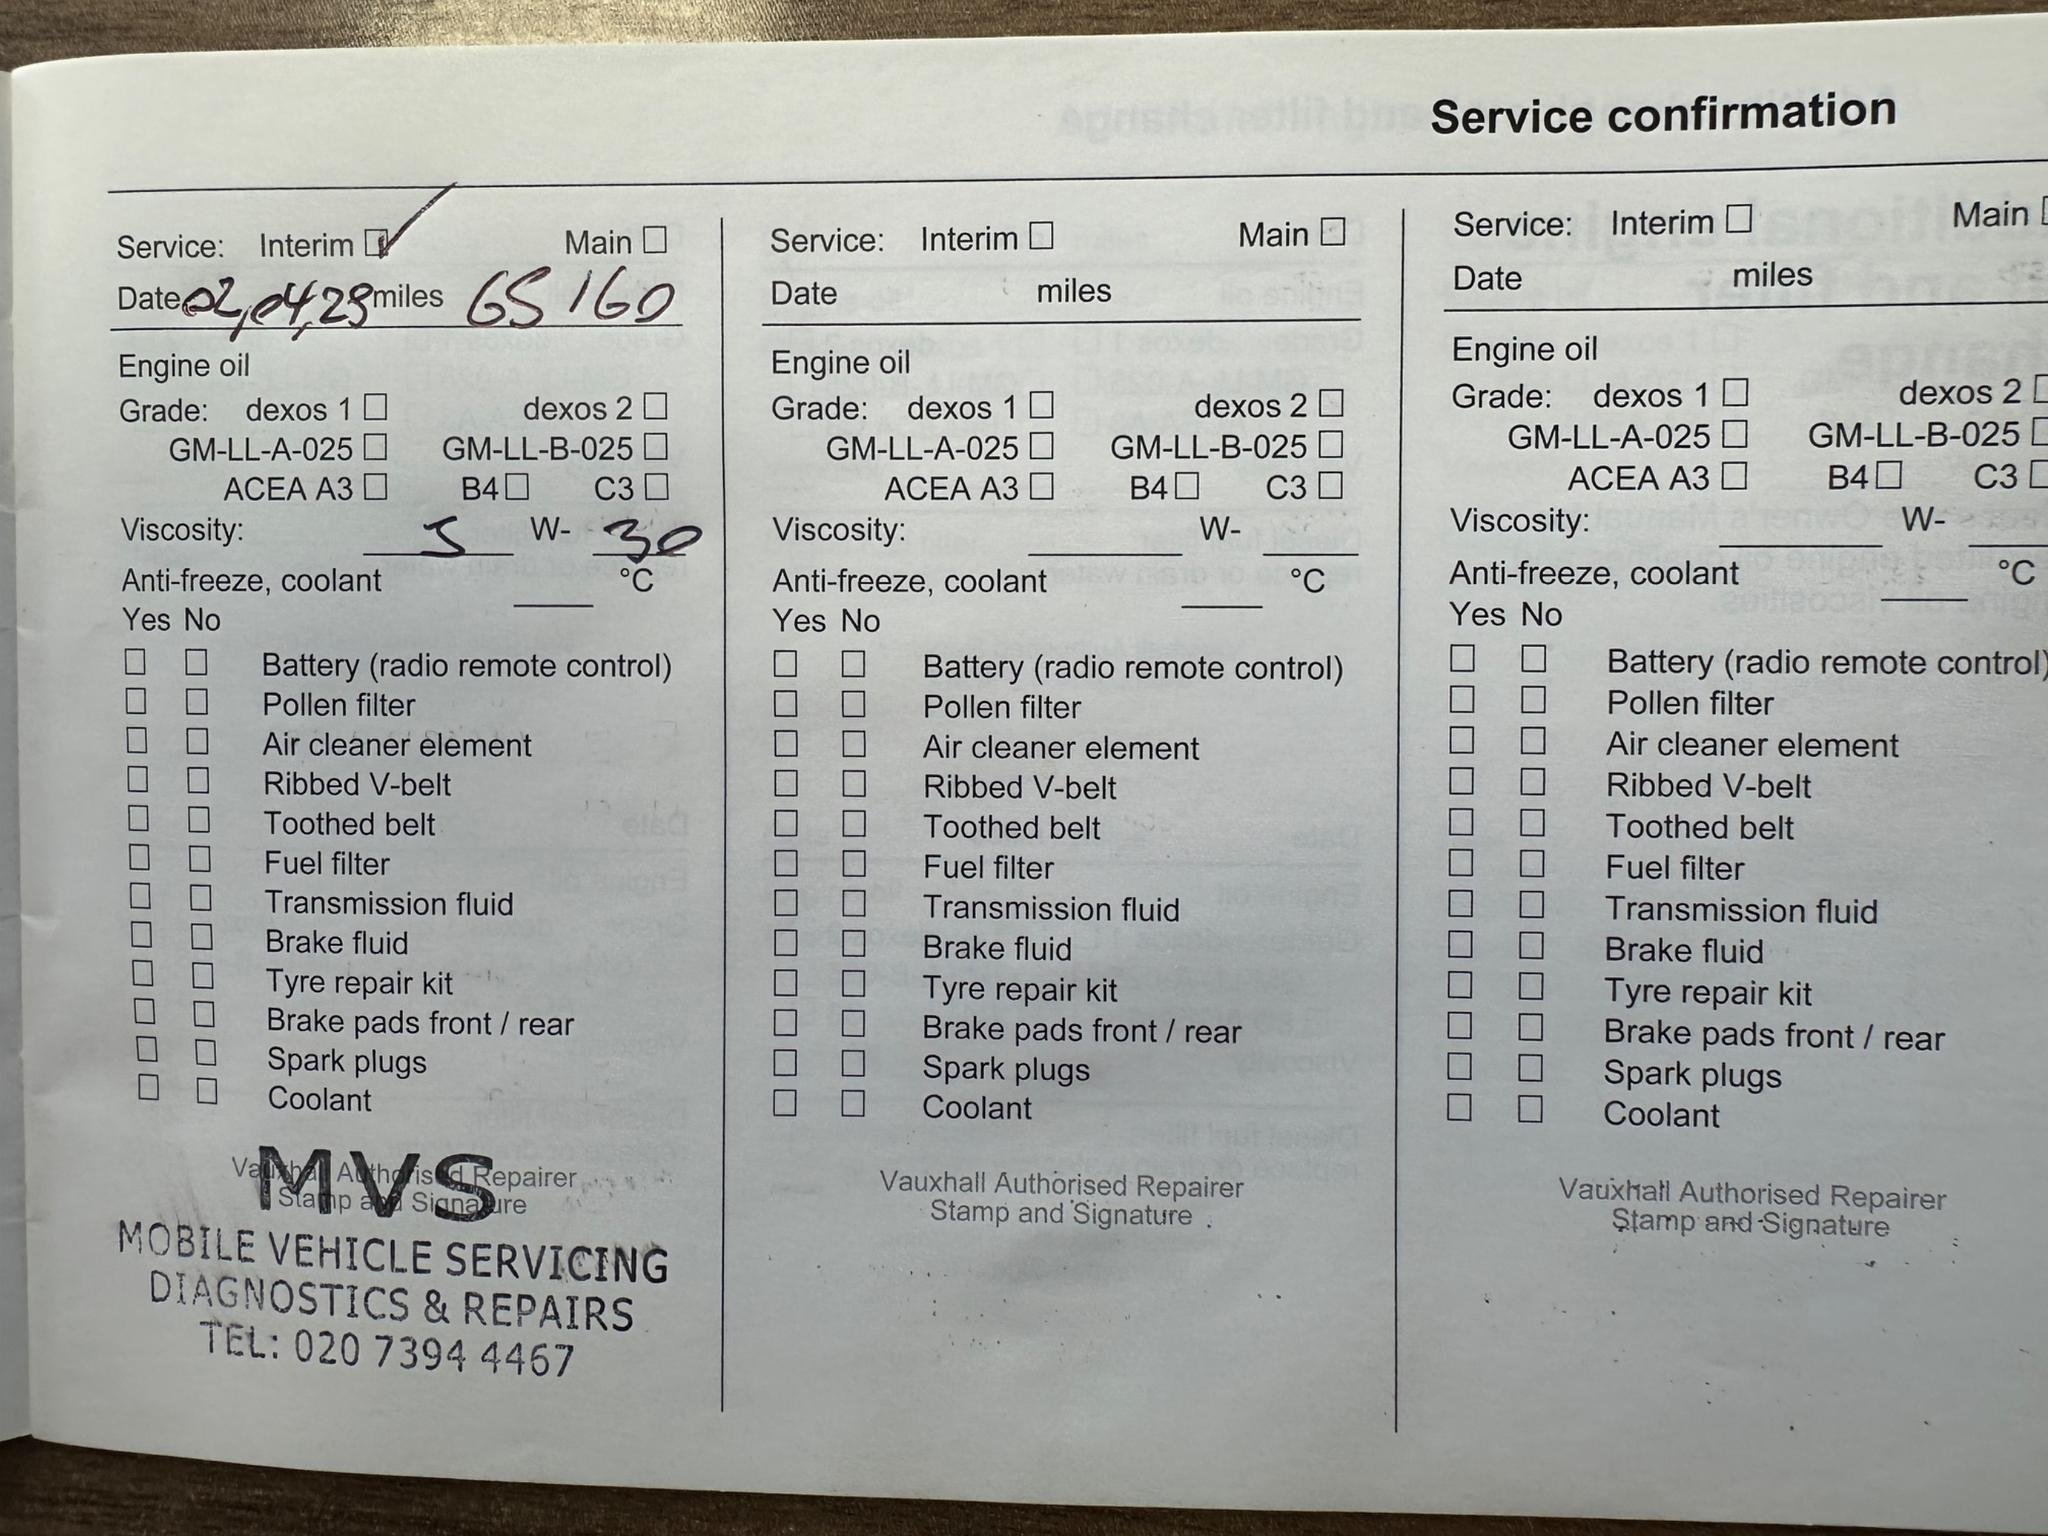 Service confirmation
Service: Interim ☑ Main ☐
Date 02,04,23 miles 65160
Engine oil
Grade: dexos 1 ☐ dexos 2 ☐
GM-LL-A-025 ☐ GM-LL-B-025 ☐
ACEA A3 ☐ B4 ☐ C3 ☐
Viscosity: 5 W- 30
Anti-freeze, coolant ___ °C
Yes No
☐ ☐ Battery (radio remote control)
☐ ☐ Pollen filter
☐ ☐ Air cleaner element
☐ ☐ Ribbed V-belt
☐ ☐ Toothed belt
☐ ☐ Fuel filter
☐ ☐ Transmission fluid
☐ ☐ Brake fluid
☐ ☐ Tyre repair kit
☐ ☐ Brake pads front / rear
☐ ☐ Spark plugs
☐ ☐ Coolant
Vauxhall Authorised Repairer
Stamp and Signature
MVS
MOBILE VEHICLE SERVICING
DIAGNOSTICS & REPAIRS
TEL: 020 7394 4467
Service: Interim ☐ Main ☐
Date miles
Engine oil
Grade: dexos 1 ☐ dexos 2 ☐
GM-LL-A-025 ☐ GM-LL-B-025 ☐
ACEA A3 ☐ B4 ☐ C3 ☐
Viscosity: ___ W- ___
Anti-freeze, coolant ___ °C
Yes No
☐ ☐ Battery (radio remote control)
☐ ☐ Pollen filter
☐ ☐ Air cleaner element
☐ ☐ Ribbed V-belt
☐ ☐ Toothed belt
☐ ☐ Fuel filter
☐ ☐ Transmission fluid
☐ ☐ Brake fluid
☐ ☐ Tyre repair kit
☐ ☐ Brake pads front / rear
☐ ☐ Spark plugs
☐ ☐ Coolant
Vauxhall Authorised Repairer
Stamp and Signature
Service: Interim ☐ Main ☐
Date miles
Engine oil
Grade: dexos 1 ☐ dexos 2 ☐
GM-LL-A-025 ☐ GM-LL-B-025 ☐
ACEA A3 ☐ B4 ☐ C3 ☐
Viscosity: ___ W- ___
Anti-freeze, coolant ___ °C
Yes No
☐ ☐ Battery (radio remote control)
☐ ☐ Pollen filter
☐ ☐ Air cleaner element
☐ ☐ Ribbed V-belt
☐ ☐ Toothed belt
☐ ☐ Fuel filter
☐ ☐ Transmission fluid
☐ ☐ Brake fluid
☐ ☐ Tyre repair kit
☐ ☐ Brake pads front / rear
☐ ☐ Spark plugs
☐ ☐ Coolant
Vauxhall Authorised Repairer
Stamp and Signature